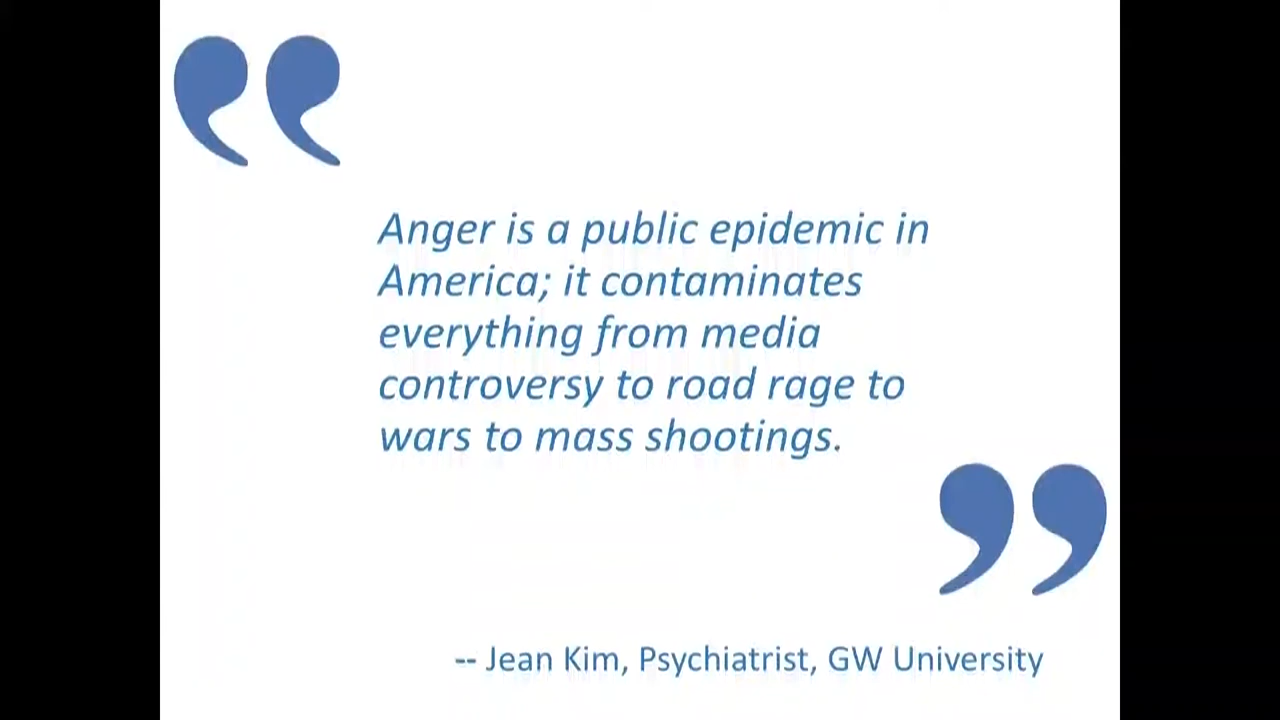 Anger is a public epidemic in
America; it contaminates
everything from media
controversy to road rage to
wars to mass shootings.
-- Jean Kim, Psychiatrist, GW University